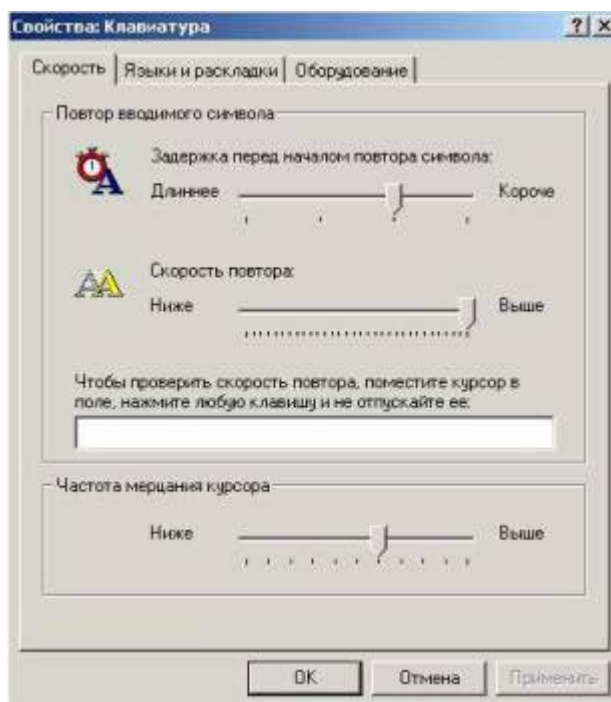 Свойства: Клавиатура
Скорость Языки и раскладки Оборудование
Повтор вводимого символа
Задержка перед началом повтора символа:
Длиннее Короче
Скорость повтора:
Ниже Выше
Чтобы проверить скорость повтора, поместите курсор в
поле, нажмите любую клавишу и не отпускайте ее:
Частота мерцания курсора
Ниже Выше
OK Отмена Применить